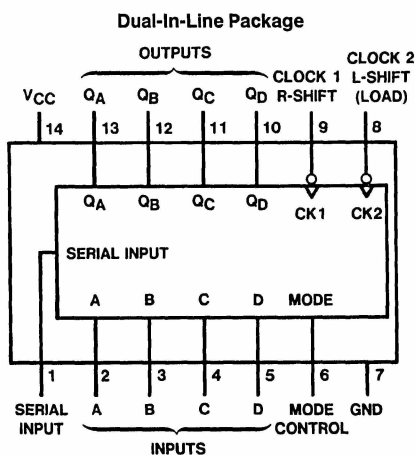 Dual-In-Line Package
OUTPUTS
CLOCK 1
R-SHIFT
CLOCK 2
L-SHIFT
(LOAD)
VCC QA QB QC QD
14 13 12 11 10 9 8
QA QB QC QD CK1 CK2
SERIAL INPUT
A B C D MODE
1 2 3 4 5 6 7
SERIAL
INPUT
A B C D
MODE
CONTROL
GND
INPUTS